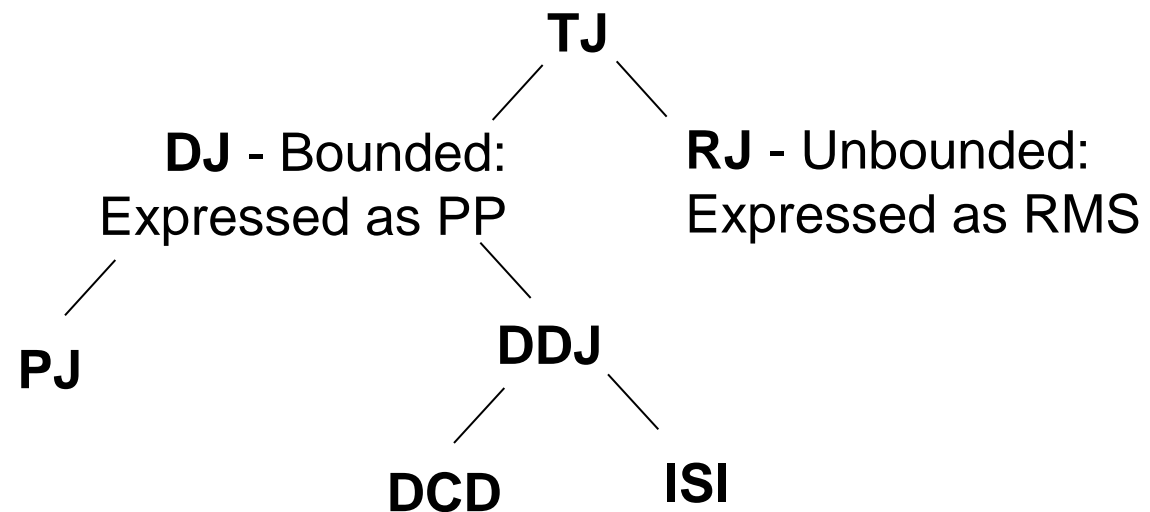 TJ
DJ - Bounded:
Expressed as PP
RJ - Unbounded:
Expressed as RMS
PJ
DDJ
DCD
ISI